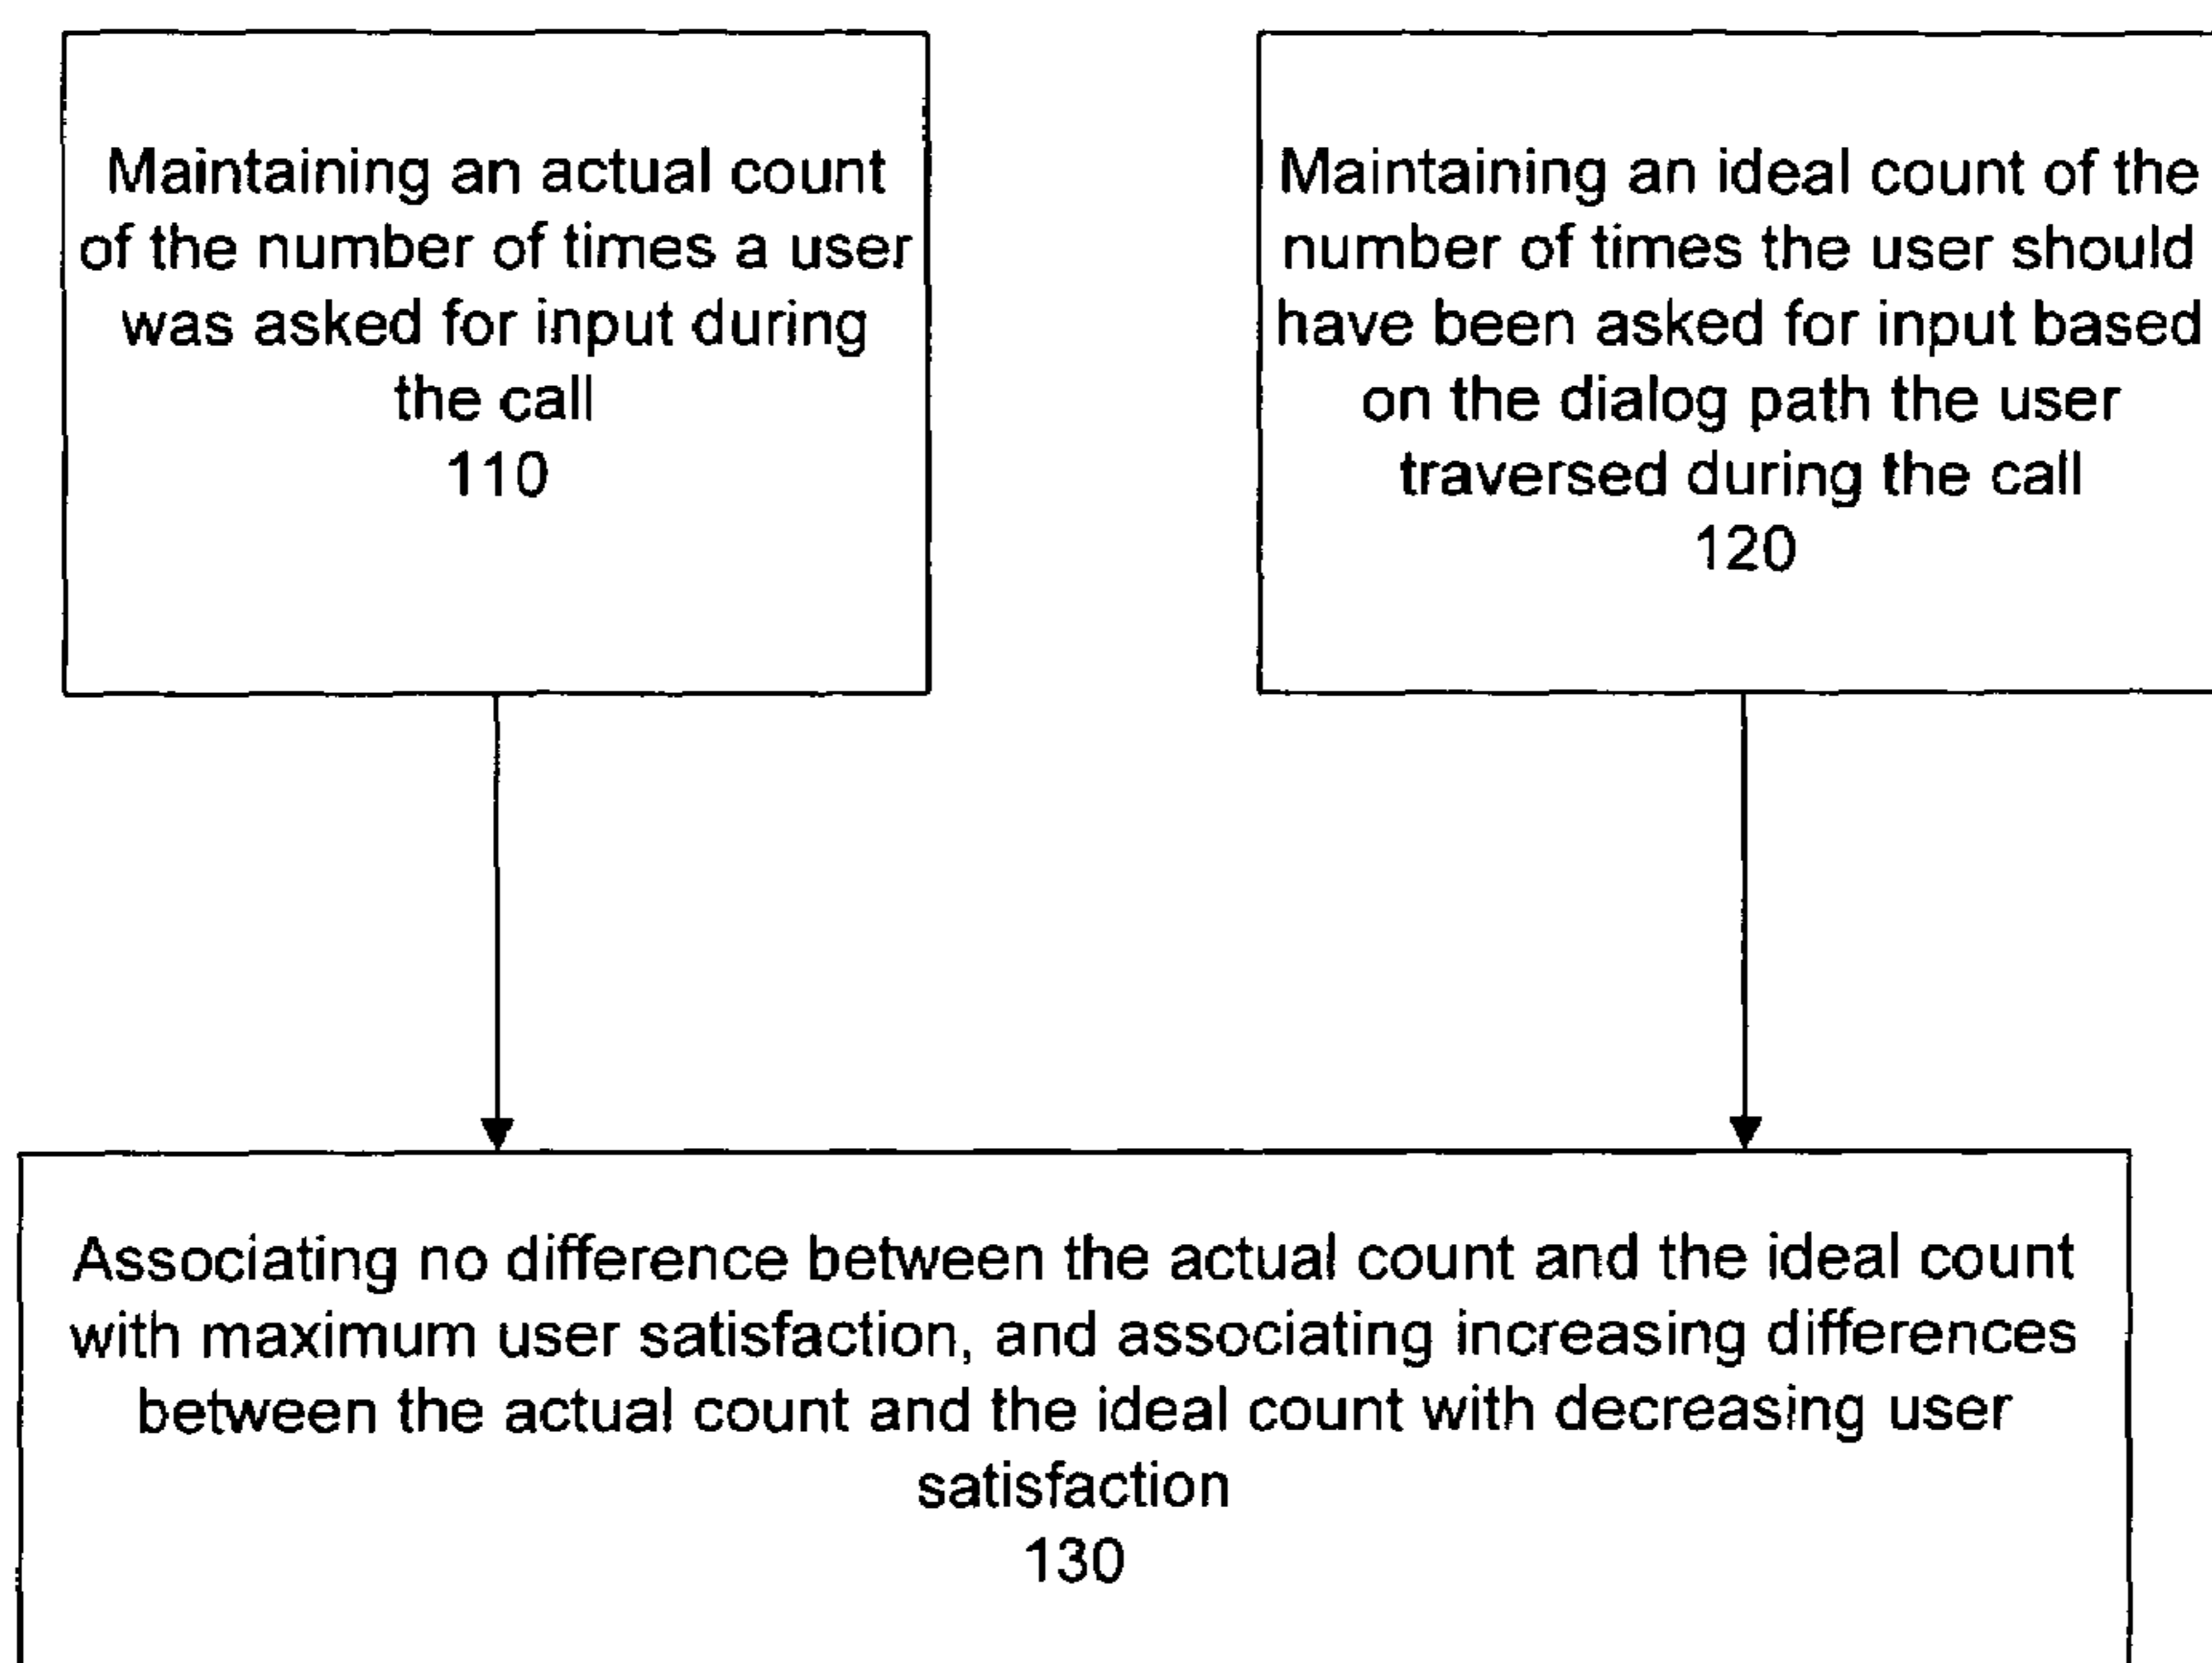 Maintaining an actual count
of the number of times a user
was asked for input during
the call
110
Maintaining an ideal count of the
number of times the user should
have been asked for input based
on the dialog path the user
traversed during the call
120
Associating no difference between the actual count and the ideal count
with maximum user satisfaction, and associating increasing differences
between the actual count and the ideal count with decreasing user
satisfaction
130